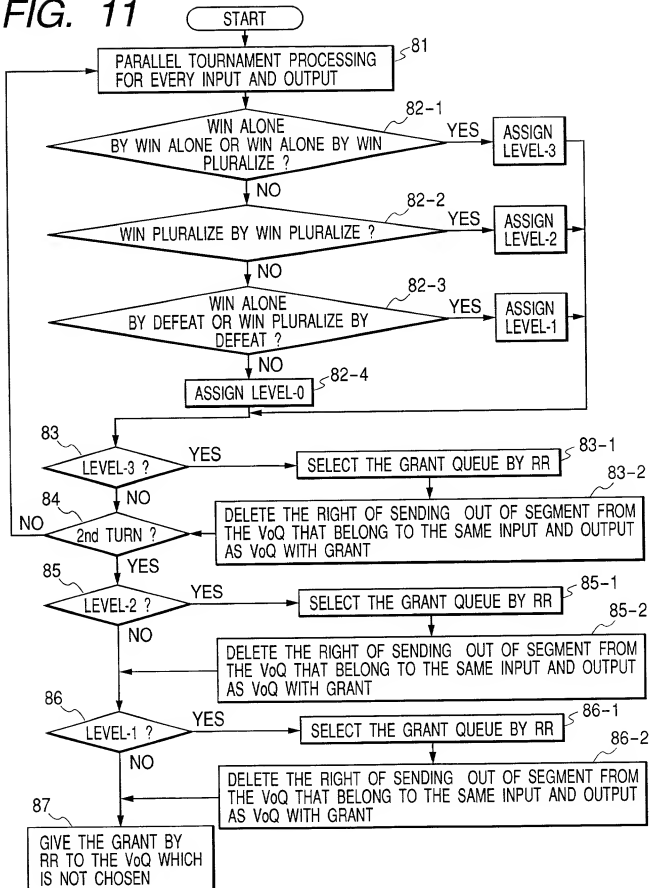 FIG. 11
START
81
PARALLEL TOURNAMENT PROCESSING
FOR EVERY INPUT AND OUTPUT
82-1
WIN ALONE
BY WIN ALONE OR WIN ALONE BY WIN
PLURALIZE ?
YES
ASSIGN
LEVEL-3
NO
82-2
WIN PLURALIZE BY WIN PLURALIZE ?
YES
ASSIGN
LEVEL-2
NO
82-3
WIN ALONE
BY DEFEAT OR WIN PLURALIZE BY
DEFEAT ?
YES
ASSIGN
LEVEL-1
NO
82-4
ASSIGN LEVEL-0
83
LEVEL-3 ?
YES
83-1
SELECT THE GRANT QUEUE BY RR
NO
83-2
DELETE THE RIGHT OF SENDING OUT OF SEGMENT FROM
THE VoQ THAT BELONG TO THE SAME INPUT AND OUTPUT
AS VoQ WITH GRANT
84
NO
2nd TURN ?
YES
85
LEVEL-2 ?
YES
85-1
SELECT THE GRANT QUEUE BY RR
NO
85-2
DELETE THE RIGHT OF SENDING OUT OF SEGMENT FROM
THE VoQ THAT BELONG TO THE SAME INPUT AND OUTPUT
AS VoQ WITH GRANT
86
LEVEL-1 ?
YES
86-1
SELECT THE GRANT QUEUE BY RR
NO
86-2
DELETE THE RIGHT OF SENDING OUT OF SEGMENT FROM
THE VoQ THAT BELONG TO THE SAME INPUT AND OUTPUT
AS VoQ WITH GRANT
87
GIVE THE GRANT BY
RR TO THE VoQ WHICH
IS NOT CHOSEN